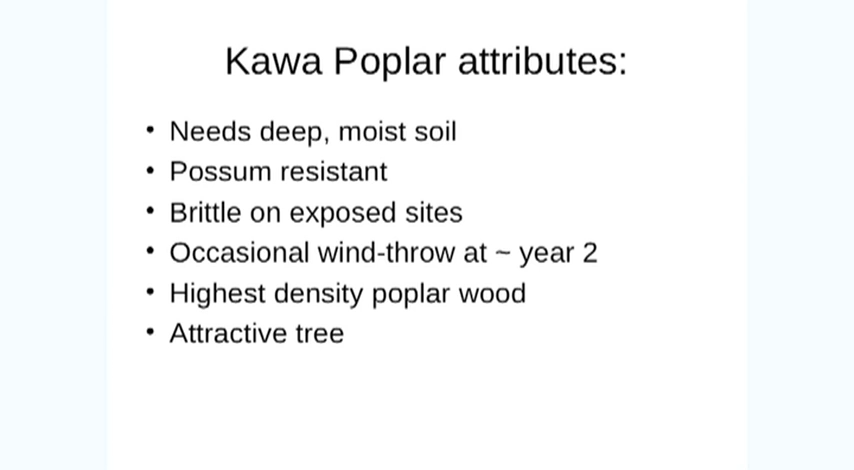 Kawa Poplar attributes:
• Needs deep, moist soil
• Possum resistant
• Brittle on exposed sites
• Occasional wind-throw at ~ year 2
• Highest density poplar wood
• Attractive tree